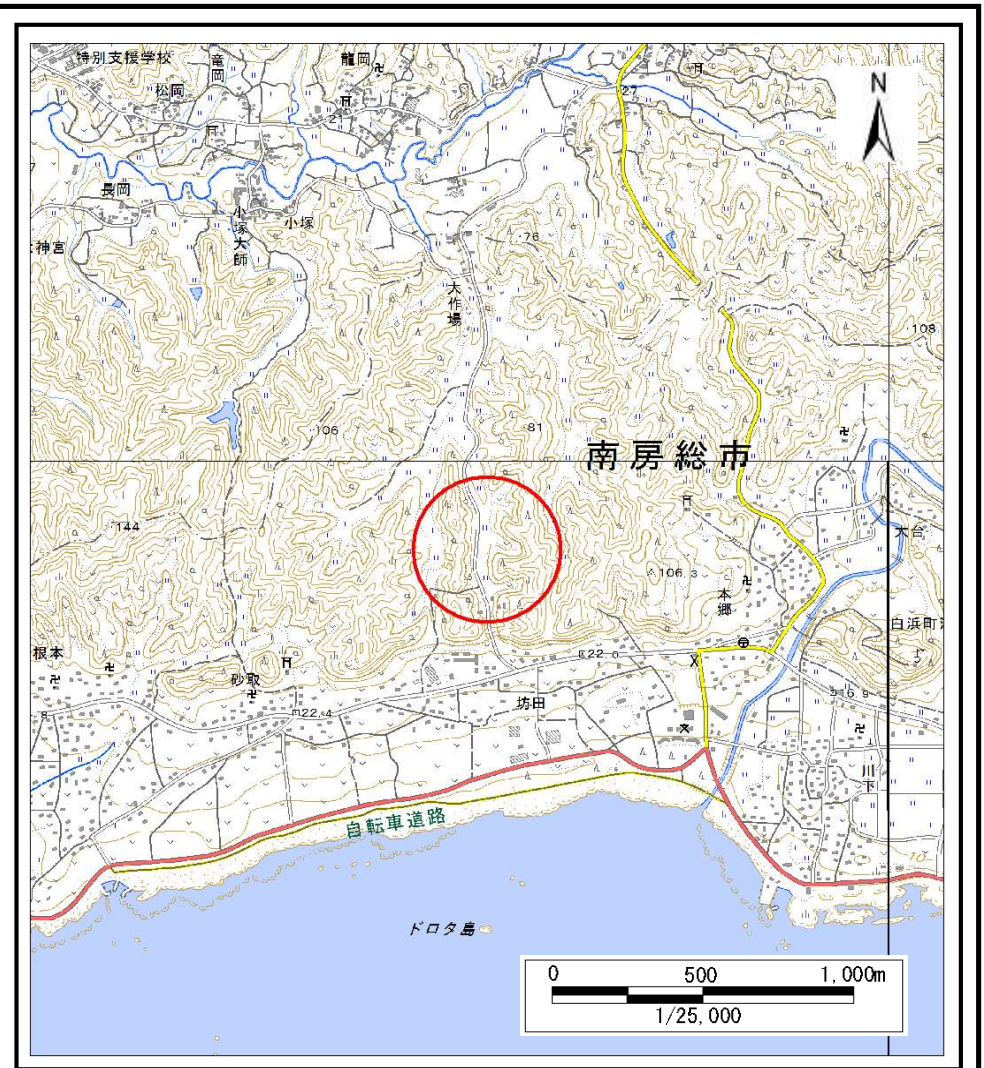 特別支援学校
竜岡
龍岡
松岡
21
27
N
長岡
小塚大師
小塚
神宮
76
大作場
108
106
81
南房総市
144
大台
106.3
本郷
白浜町
根本
砂取
22.0
16.9
22.4
坊田
川下
自転車道路
10
ドロタ島
0 500 1,000m
1/25,000